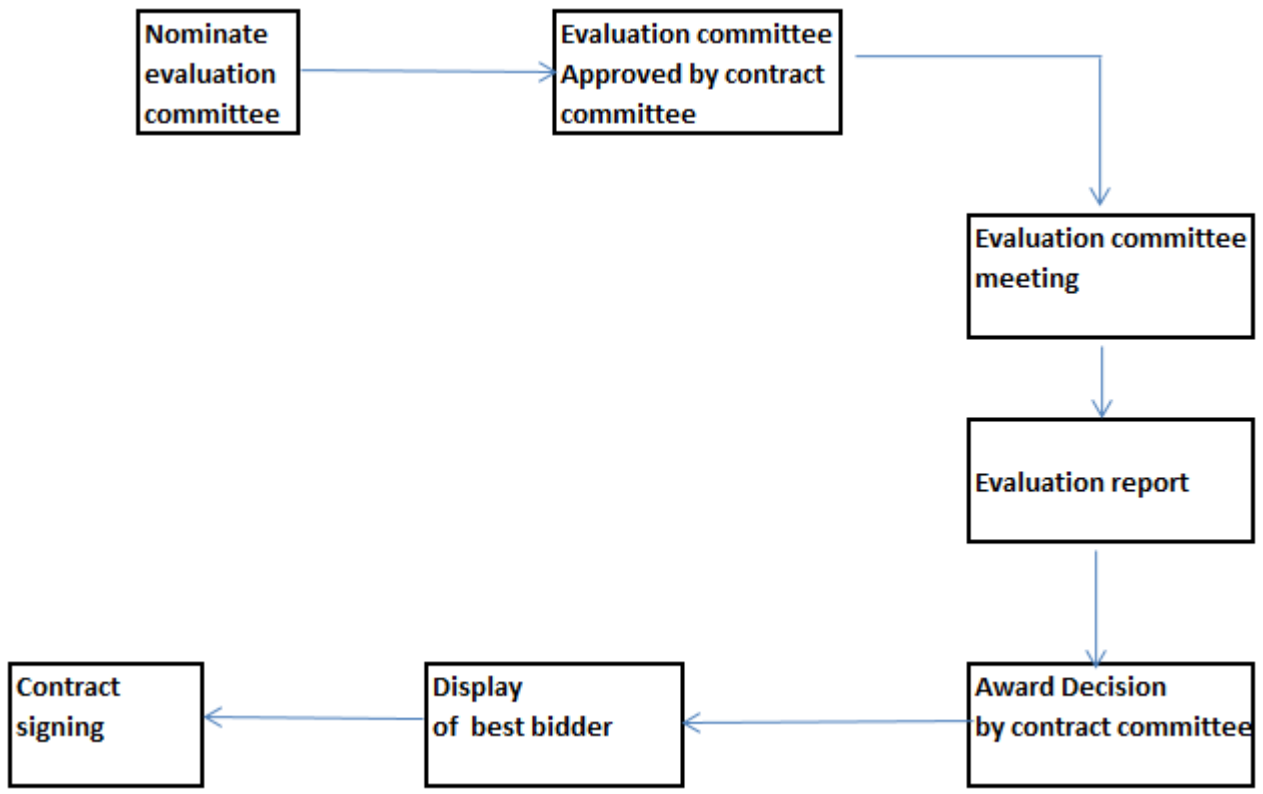 Nominate
evaluation
committee
Evaluation committee
Approved by contract
committee
Evaluation committee
meeting
Evaluation report
Award Decision
by contract committee
Display
of best bidder
Contract
signing